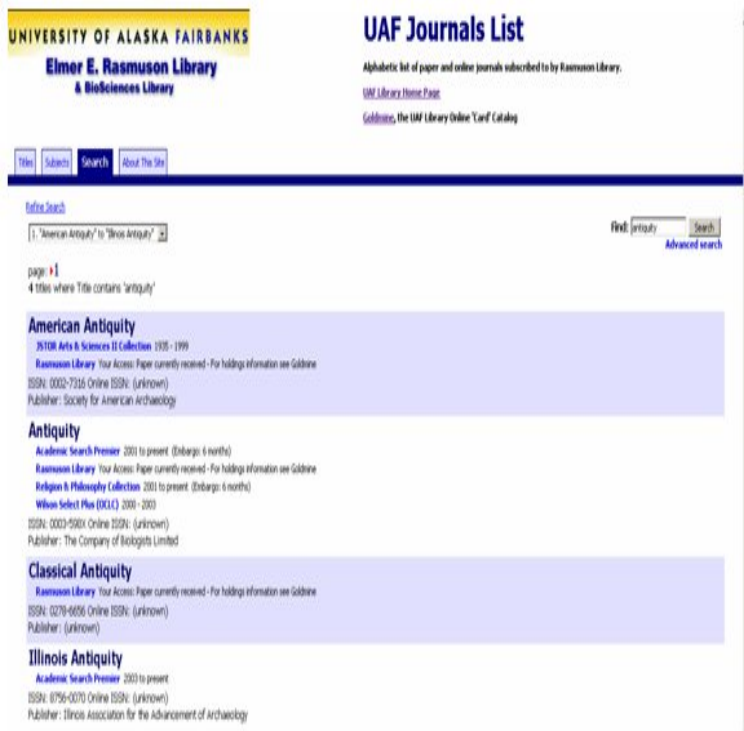 UNIVERSITY OF ALASKA FAIRBANKS
Elmer E. Rasmuson Library
& BioSciences Library
UAF Journals List
Alphabetic list of paper and online journals subscribed to by Rasmuson Library.
UAF Library Home Page
Goldmine, the UAF Library Online 'Card' Catalog
Titles Subjects Search About This Site
Refine Search
1. "American Antiquity" to "Illinois Antiquity"
Find: antiquity Search
Advanced search
page: 1
4 titles where Title contains 'antiquity'
American Antiquity
JSTOR Arts & Sciences II Collection 1935 - 1999
Rasmuson Library Your Access: Paper currently received - For holdings information see Goldmine
ISSN: 0002-7316 Online ISSN: (unknown)
Publisher: Society for American Archaeology
Antiquity
Academic Search Premier 2001 to present (Embargo: 6 months)
Rasmuson Library Your Access: Paper currently received - For holdings information see Goldmine
Religion & Philosophy Collection 2001 to present (Embargo: 6 months)
Wilson Select Plus (OCLC) 2000 - 2003
ISSN: 0003-598X Online ISSN: (unknown)
Publisher: The Company of Biologists Limited
Classical Antiquity
Rasmuson Library Your Access: Paper currently received - For holdings information see Goldmine
ISSN: 0278-6656 Online ISSN: (unknown)
Publisher: (unknown)
Illinois Antiquity
Academic Search Premier 2003 to present
ISSN: 8756-0070 Online ISSN: (unknown)
Publisher: Illinois Association for the Advancement of Archaeology